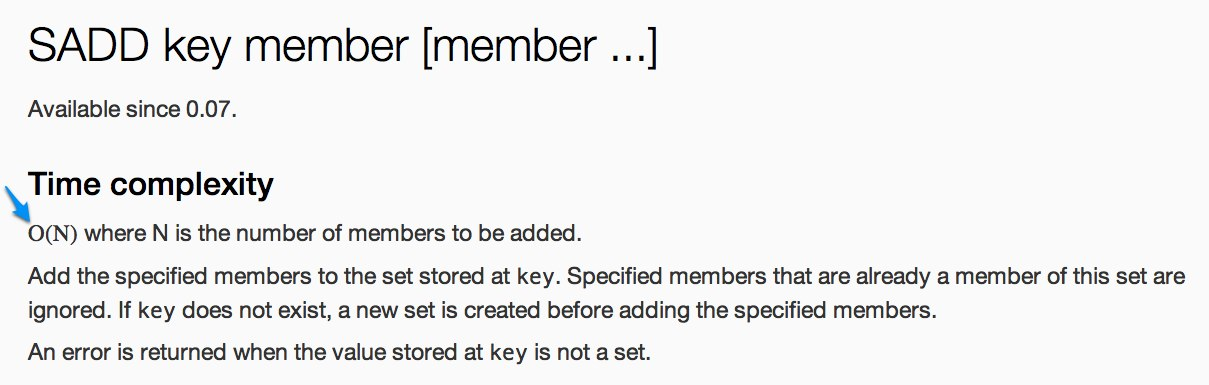 SADD key member [member ...]
Available since 0.07.
Time complexity
O(N) where N is the number of members to be added.
Add the specified members to the set stored at key. Specified members that are already a member of this set are
ignored. If key does not exist, a new set is created before adding the specified members.
An error is returned when the value stored at key is not a set.